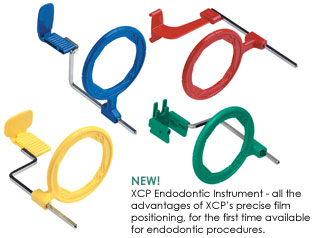 NEW!
XCP Endodontic Instrument - all the
advantages of XCP's precise film
positioning, for the first time available
for endodontic procedures.